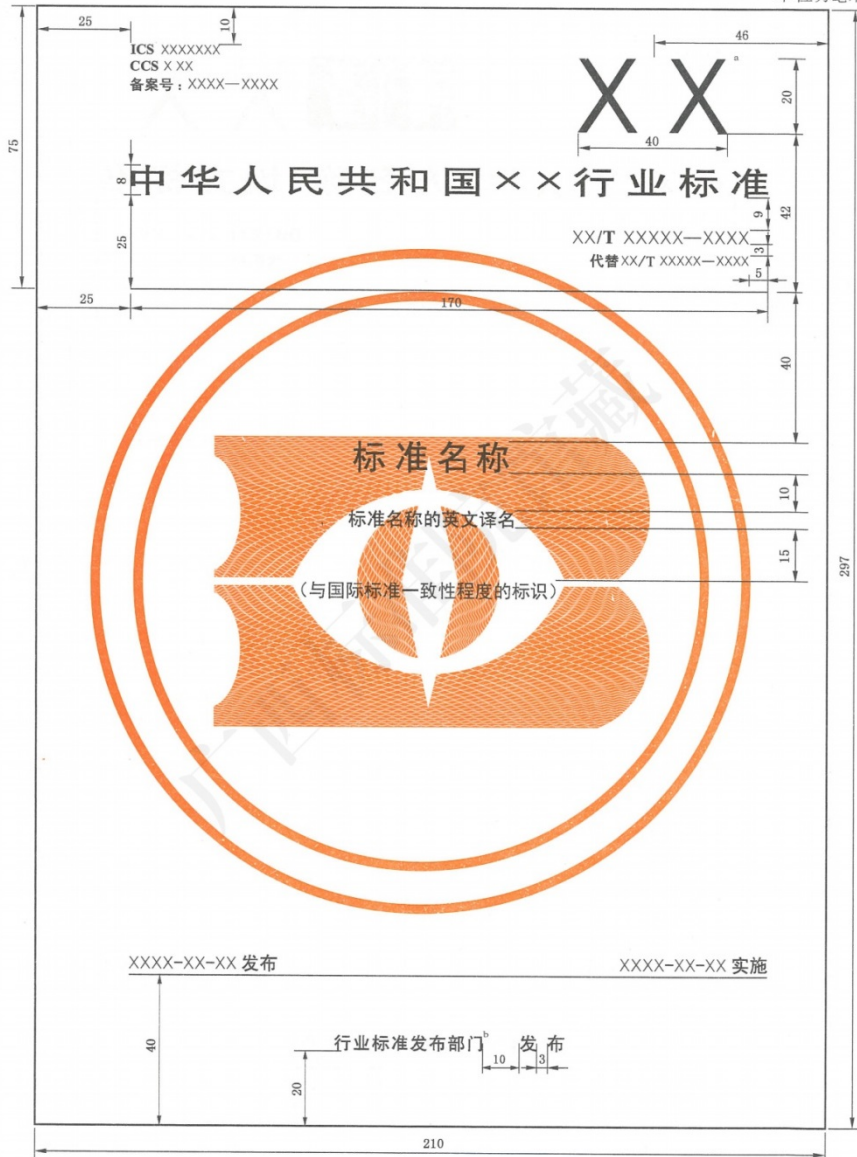 25
10
46
ICS XXXXXXX
CCS X XX
备案号：XXXX—XXXX
XX a
20
40
75
8
中华人民共和国××行业标准
42
9
25
XX/T XXXXX—XXXX
3
代替XX/T XXXXX—XXXX
5
25
170
40
标准名称
10
标准名称的英文译名
15
297
（与国际标准一致性程度的标识）
XXXX-XX-XX 发布
XXXX-XX-XX 实施
40
行业标准发布部门b 发布
10
3
20
210